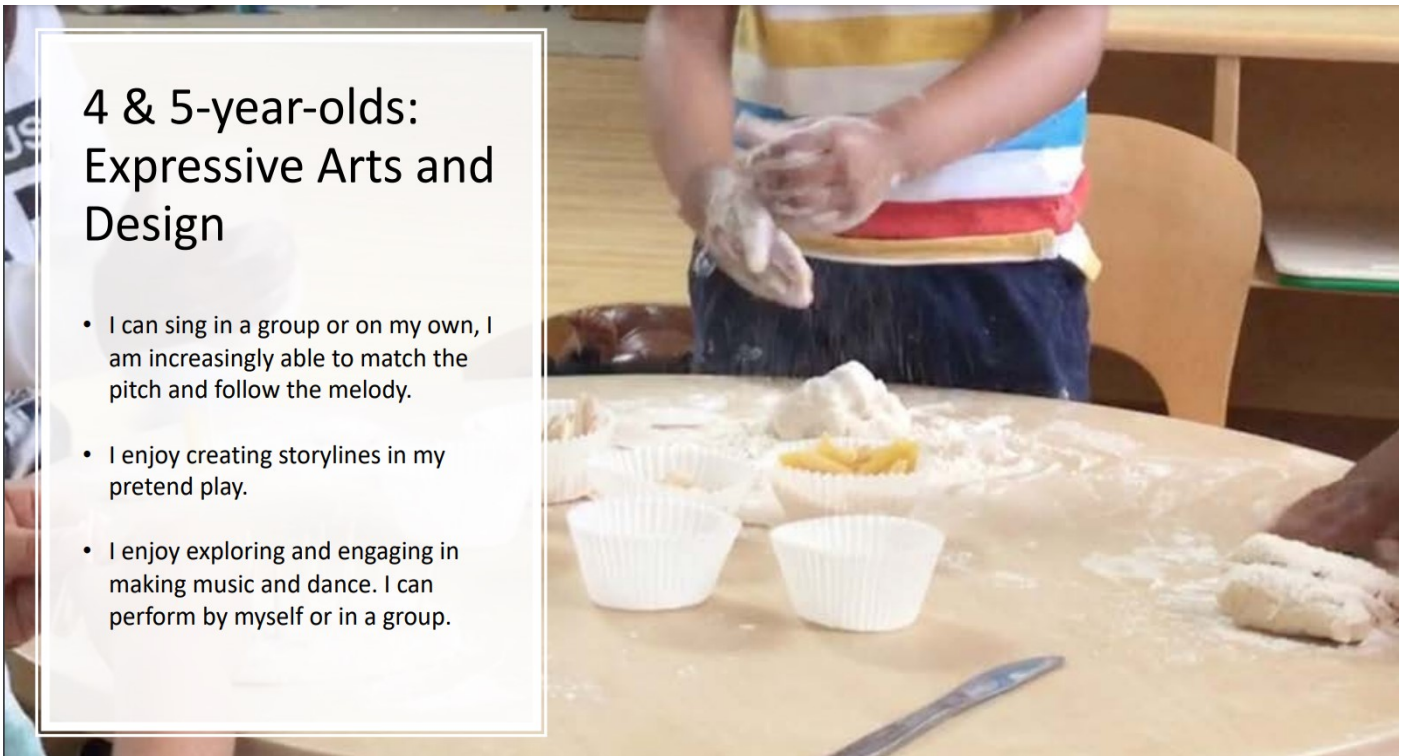 4 & 5-year-olds:
Expressive Arts and
Design
• I can sing in a group or on my own, I
am increasingly able to match the
pitch and follow the melody.
• I enjoy creating storylines in my
pretend play.
• I enjoy exploring and engaging in
making music and dance. I can
perform by myself or in a group.